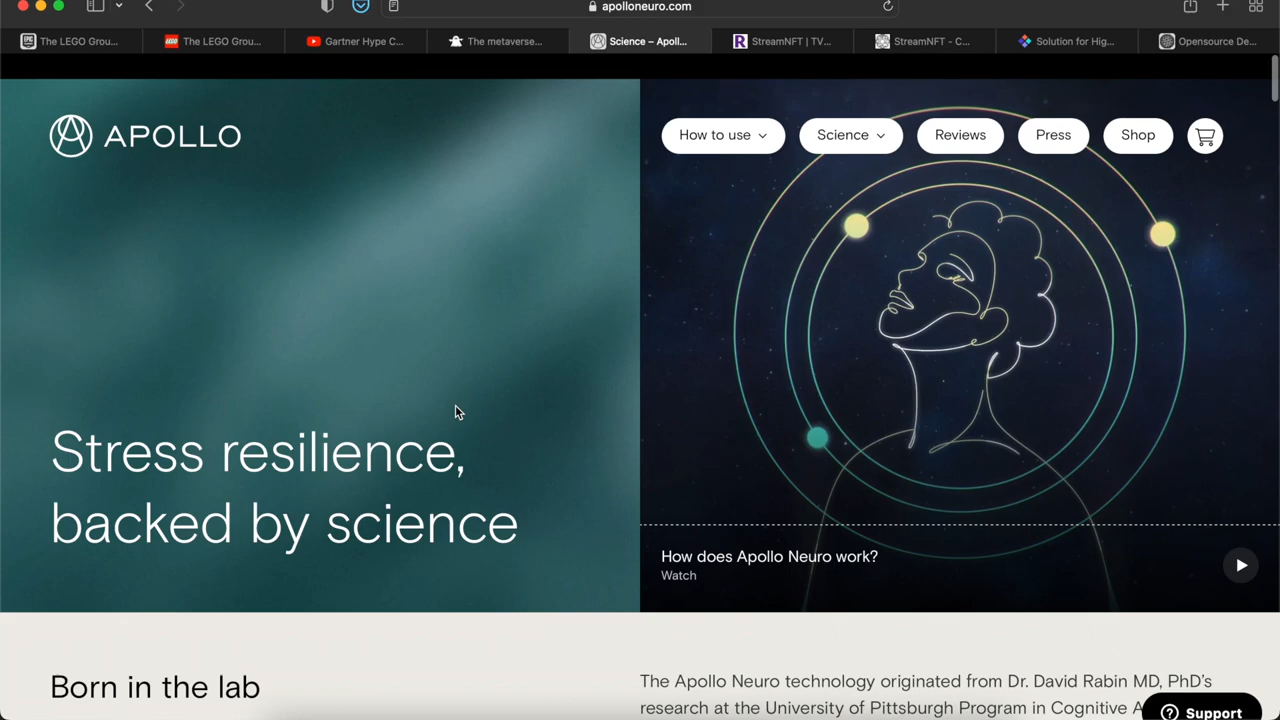 apolloneuro.com
The LEGO Grou...
The LEGO Grou...
Gartner Hype C...
The metaverse...
Science – Apoll...
StreamNFT | TV...
StreamNFT - C...
Solution for Hig...
Opensource De...
APOLLO
How to use
Science
Reviews
Press
Shop
Stress resilience,
backed by science
How does Apollo Neuro work?
Watch
Born in the lab
The Apollo Neuro technology originated from Dr. David Rabin MD, PhD's
research at the University of Pittsburgh Program in Cognitive A
Support